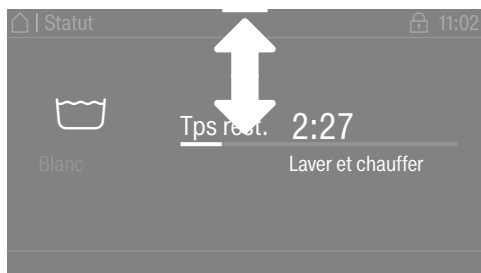 | Statut
11:02
Tps rest. 2:27
Blanc
Laver et chauffer